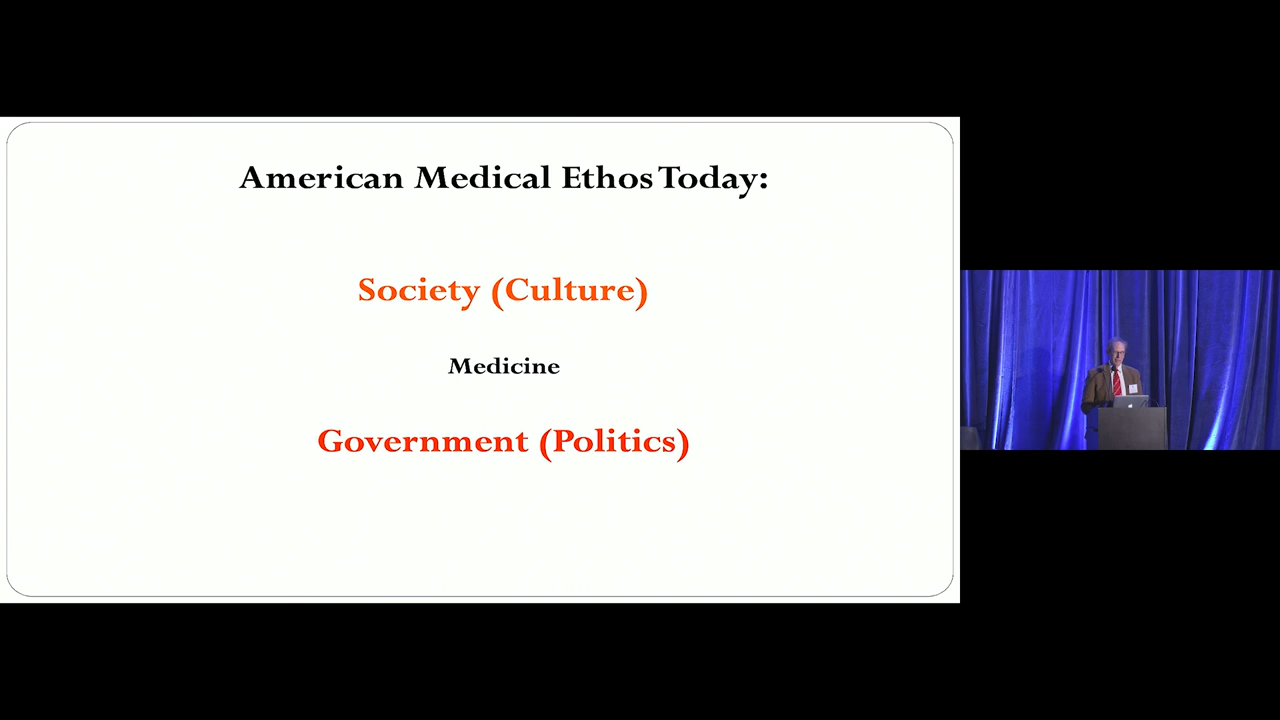 American Medical Ethos Today:
Society (Culture)
Medicine
Government (Politics)